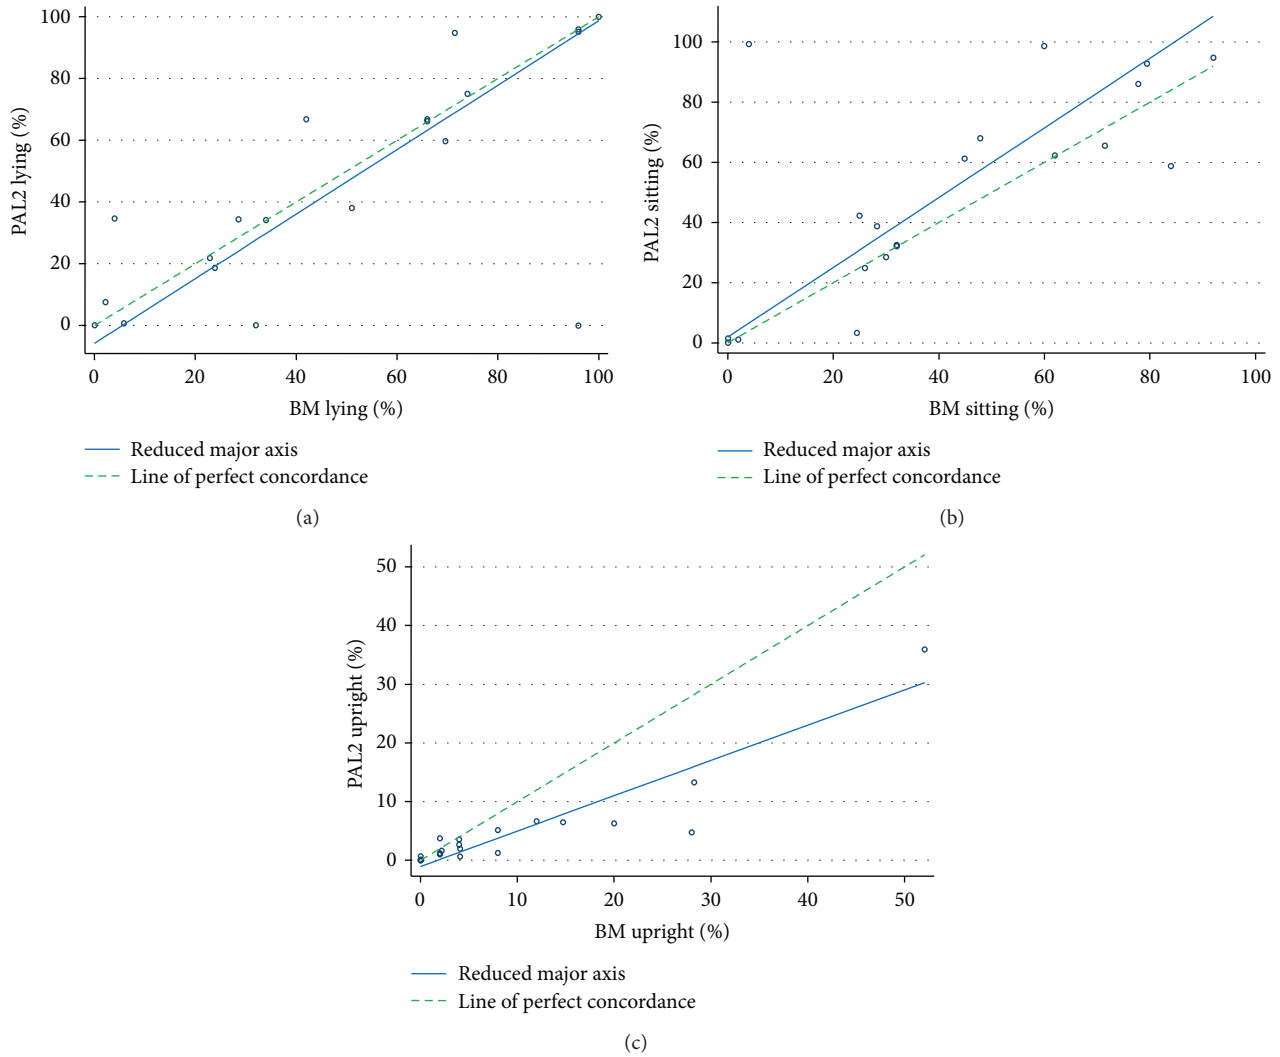 100
80
60
40
20
0
PAL2 lying (%)
0 20 40 60 80 100
BM lying (%)
Reduced major axis
Line of perfect concordance
(a)
100
80
60
40
20
0
PAL2 sitting (%)
0 20 40 60 80 100
BM sitting (%)
Reduced major axis
Line of perfect concordance
(b)
50
40
30
20
10
0
PAL2 upright (%)
0 10 20 30 40 50
BM upright (%)
Reduced major axis
Line of perfect concordance
(c)